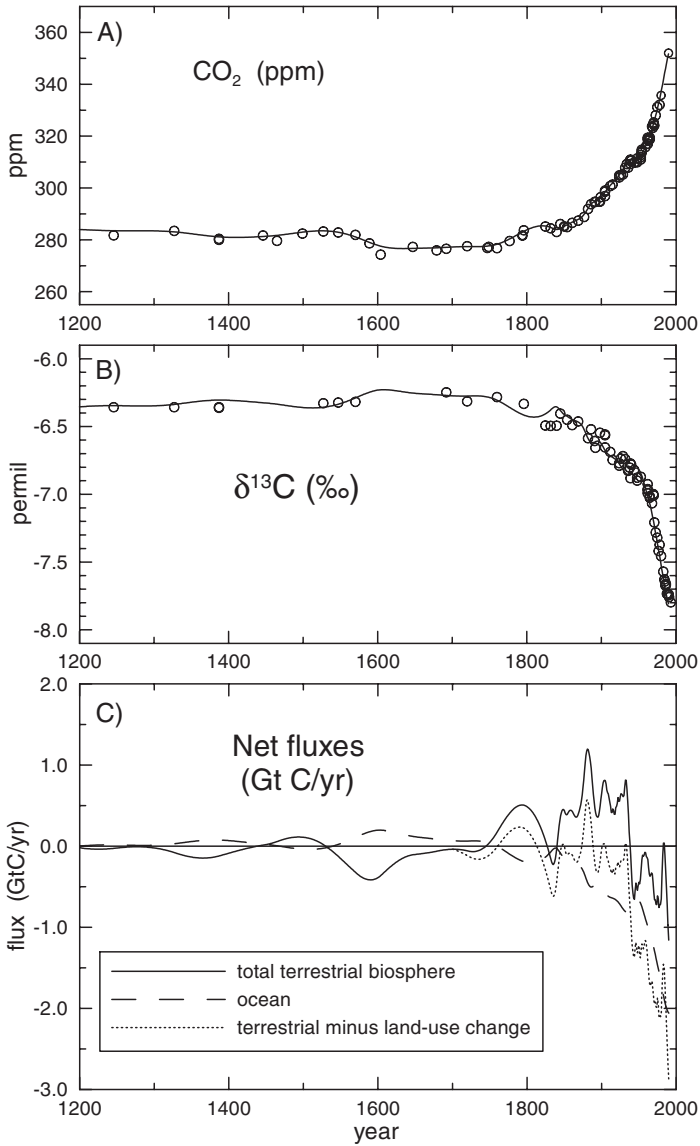 A)
CO2 (ppm)
ppm
360
340
320
300
280
260
1200
1400
1600
1800
2000
B)
δ13C (‰)
permil
-6.0
-6.5
-7.0
-7.5
-8.0
1200
1400
1600
1800
2000
C)
Net fluxes
(Gt C/yr)
flux (GtC/yr)
2.0
1.0
0.0
-1.0
-2.0
-3.0
total terrestrial biosphere
ocean
terrestrial minus land-use change
1200
1400
1600
1800
2000
year